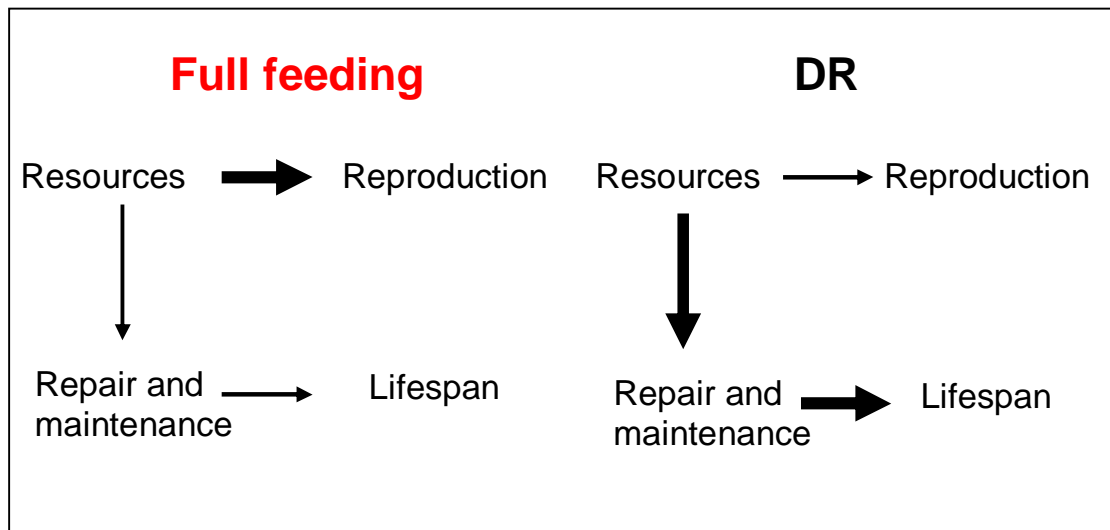 Full feeding
DR
Resources
Reproduction
Resources
Reproduction
Repair and
maintenance
Lifespan
Repair and
maintenance
Lifespan